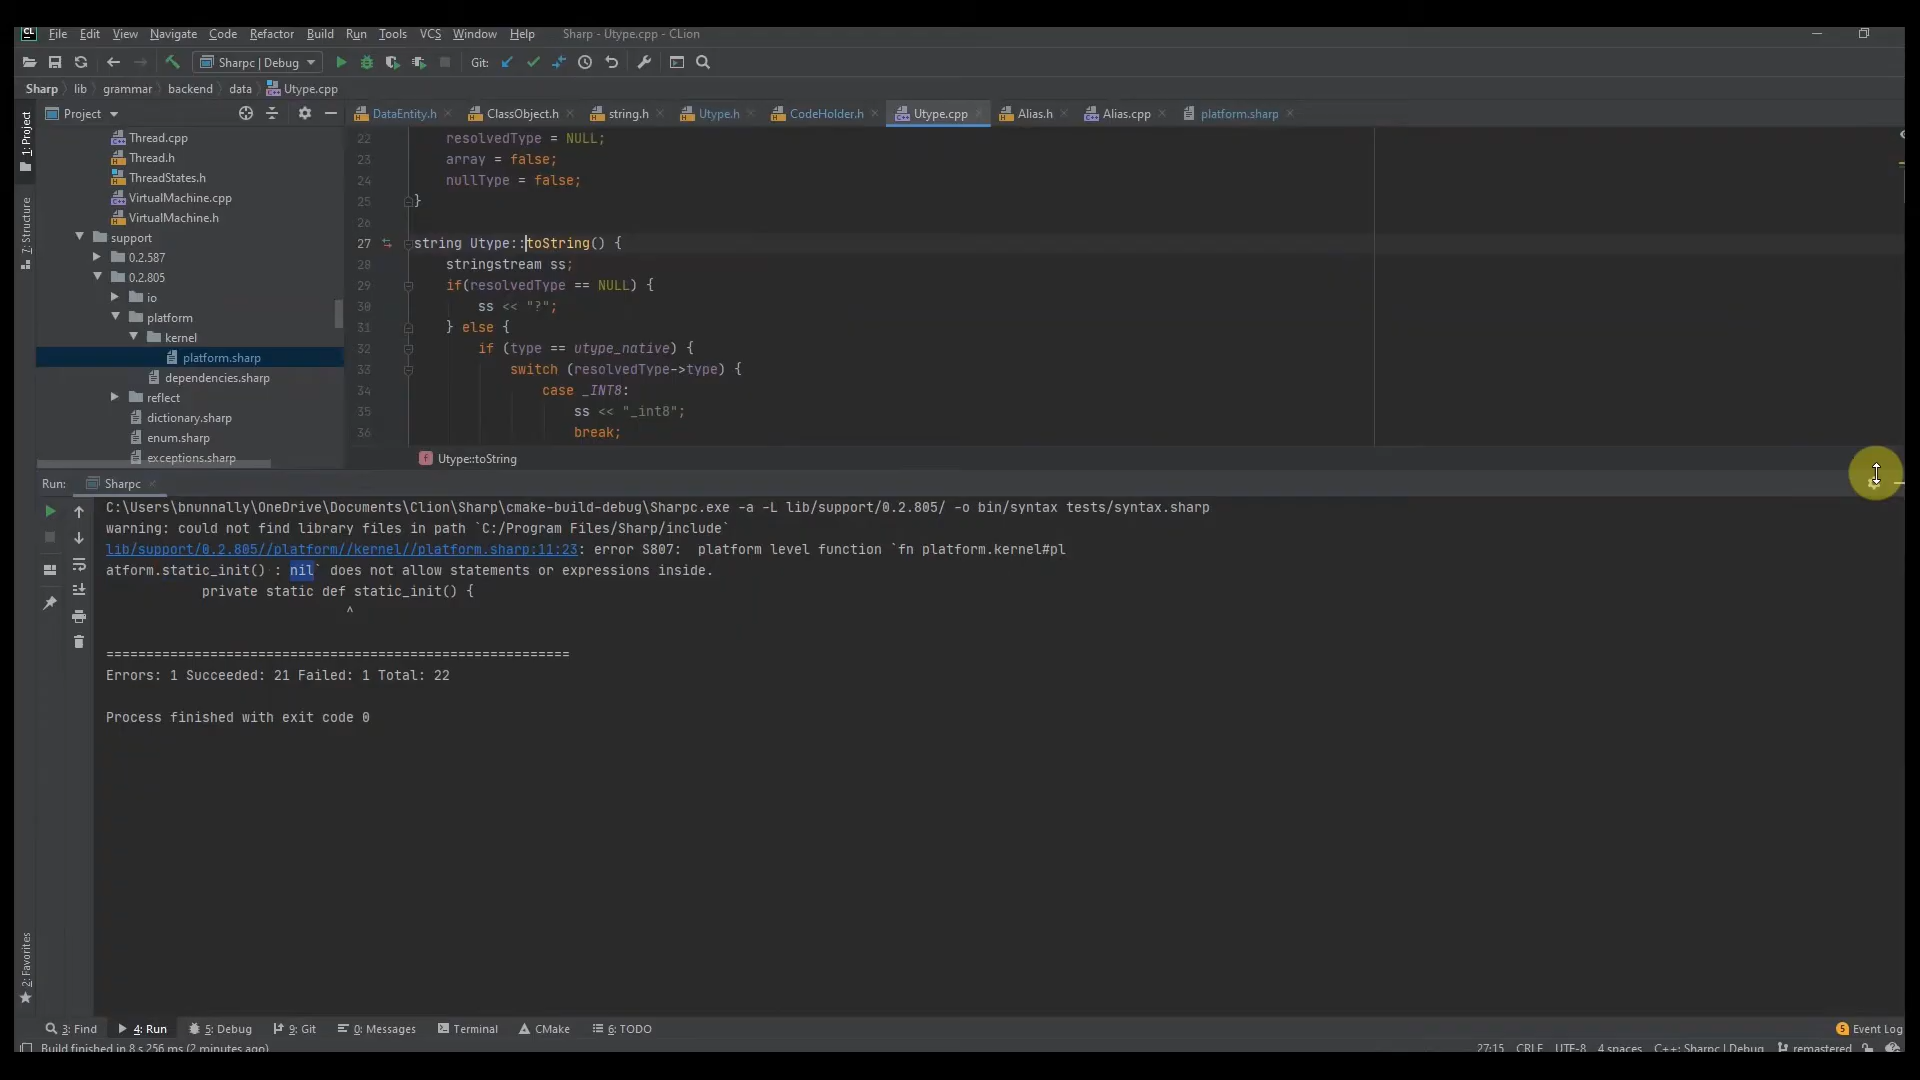 CL File Edit View Navigate Code Refactor Build Run Tools VCS Window Help Sharp - Utype.cpp - CLion
Sharpc | Debug Git:
Sharp lib grammar backend data Utype.cpp
Project DataEntity.h ClassObject.h string.h Utype.h CodeHolder.h Utype.cpp Alias.h Alias.cpp platform.sharp
1: Project
7: Structure
2: Favorites
Thread.cpp
Thread.h
ThreadStates.h
VirtualMachine.cpp
VirtualMachine.h
support
0.2.587
0.2.805
io
platform
kernel
platform.sharp
dependencies.sharp
reflect
dictionary.sharp
enum.sharp
exceptions.sharp
22 resolvedType = NULL;
23 array = false;
24 nullType = false;
25 }
26
27 string Utype::toString() {
28 stringstream ss;
29 if(resolvedType == NULL) {
30 ss << "?";
31 } else {
32 if (type == utype_native) {
33 switch (resolvedType->type) {
34 case _INT8:
35 ss << "_int8";
36 break;
f Utype::toString
Run: Sharpc
C:\Users\bnunnally\OneDrive\Documents\Clion\Sharp\cmake-build-debug\Sharpc.exe -a -L lib/support/0.2.805/ -o bin/syntax tests/syntax.sharp
warning: could not find library files in path `C:/Program Files/Sharp/include`
lib/support/0.2.805//platform//kernel//platform.sharp:11:23: error S807:  platform level function `fn platform.kernel#pl
atform.static_init() : nil` does not allow statements or expressions inside.
private static def static_init() {
^
==========================================================
Errors: 1 Succeeded: 21 Failed: 1 Total: 22
Process finished with exit code 0
3: Find 4: Run 5: Debug 9: Git 0: Messages Terminal CMake 6: TODO 5 Event Log
Build finished in 8 s 256 ms (2 minutes ago) 27:15 CRLF UTF-8 4 spaces C++: Sharpc | Debug remastered